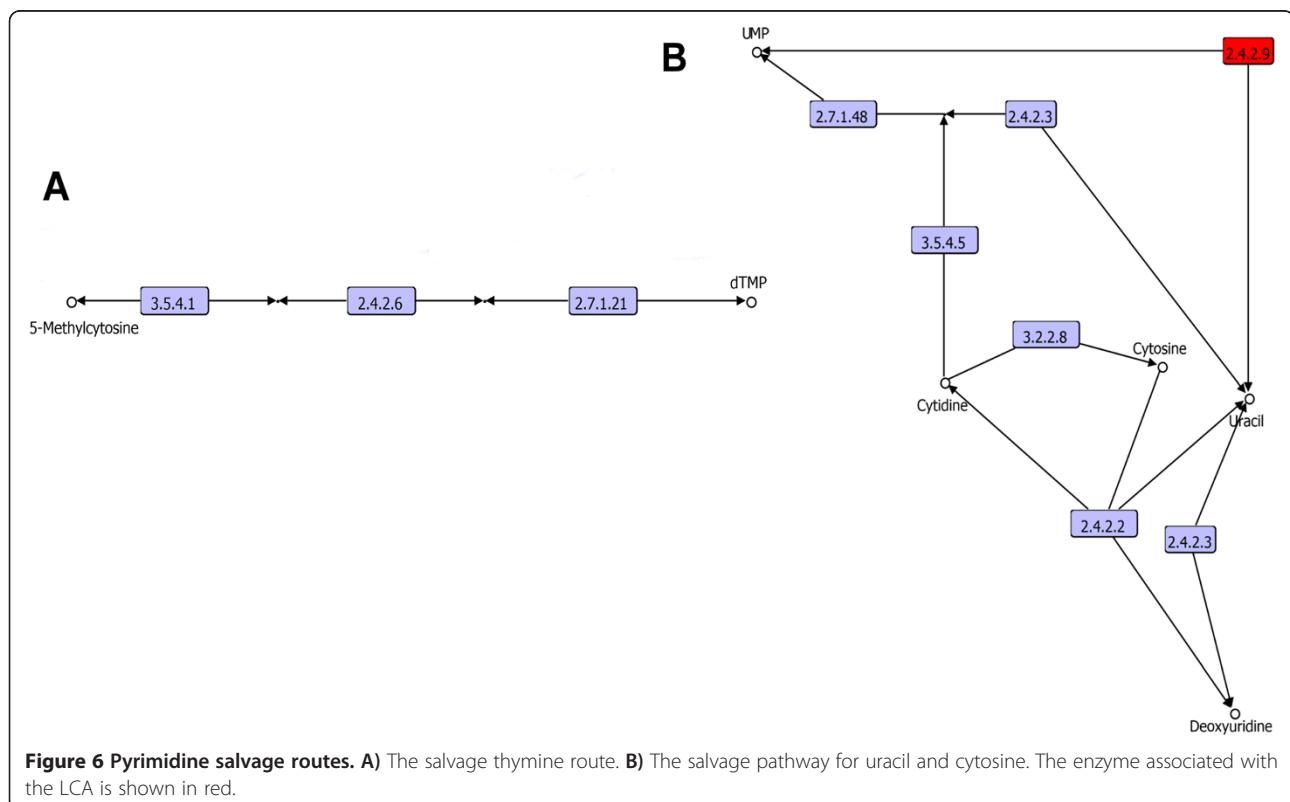 A
5-Methylcytosine
3.5.4.1
2.4.2.6
2.7.1.21
dTMP
B
UMP
2.4.2.9
2.7.1.48
2.4.2.3
3.5.4.5
3.2.2.8
Cytosine
Cytidine
Uracil
2.4.2.2
2.4.2.3
Deoxyuridine
Figure 6 Pyrimidine salvage routes. A) The salvage thymine route. B) The salvage pathway for uracil and cytosine. The enzyme associated with
the LCA is shown in red.